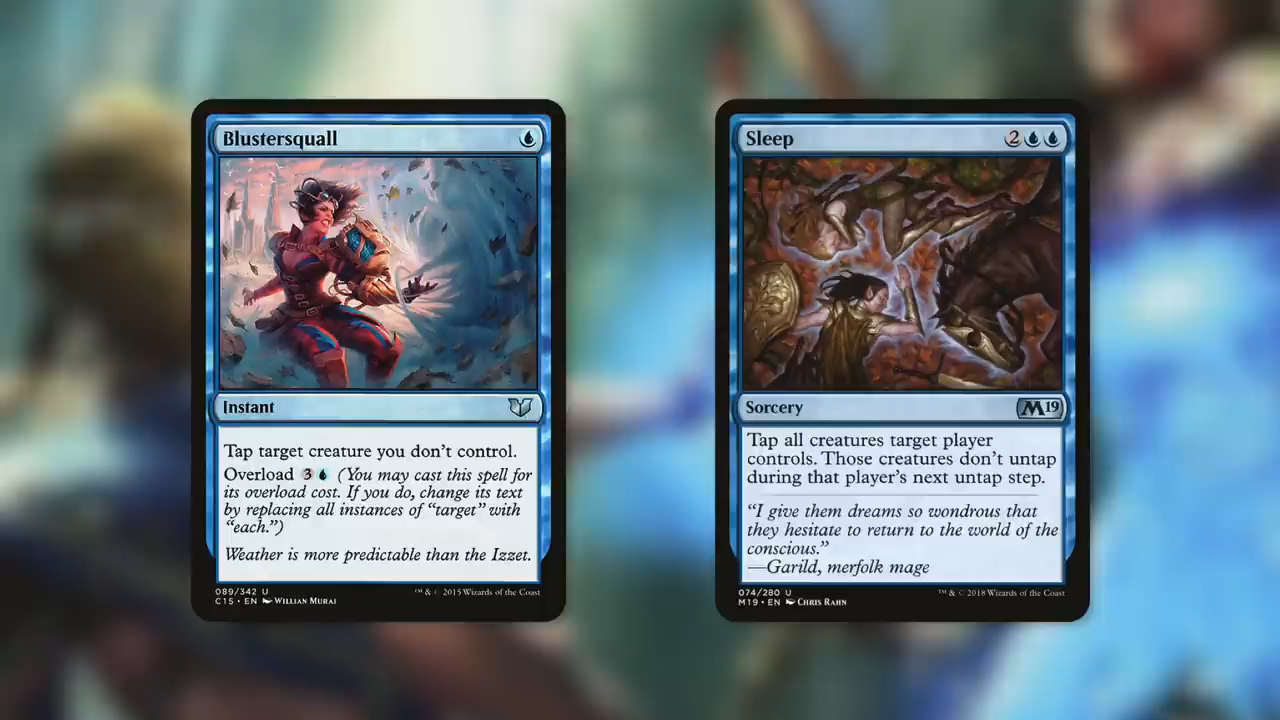 Blustersquall
Instant
Tap target creature you don't control.
Overload 3 (You may cast this spell for
its overload cost. If you do, change its text
by replacing all instances of "target" with
"each.")
Weather is more predictable than the Izzet.
089/342 U
C15 • EN Willian Murai
™ & © 2015 Wizards of the Coast
Sleep 2
Sorcery
M19
Tap all creatures target player
controls. Those creatures don't untap
during that player's next untap step.
"I give them dreams so wondrous that
they hesitate to return to the world of the
conscious."
—Garild, merfolk mage
074/280 U
M19 • EN Chris Rahn
™ & © 2018 Wizards of the Coast